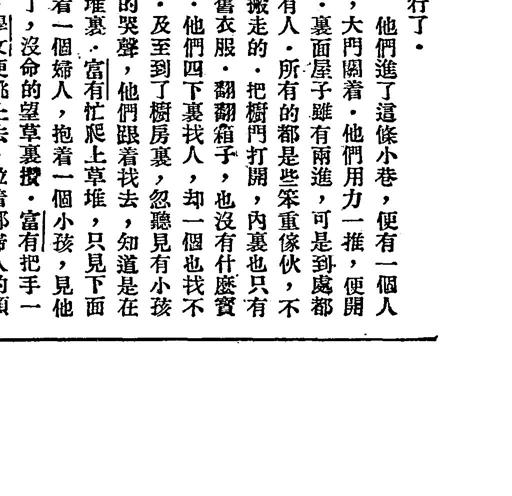 行了．
他們進了這條小巷，便有一個人
，大門關着．他們用力一推，便開
．裏面屋子雖有兩進，可是到處都
有人．所有的都是些笨重傢伙，不
搬走的．把櫥門打開，內裏也只有
舊衣服．翻翻箱子，也沒有什麼寶
．他們四下裏找人，却一個也找不
．及至到了櫥房裏，忽聽見有小孩
的哭聲，他們跟着找去，知道是在
堆裏．富有忙爬上草堆，只見下面
着一個婦人，抱着一個小孩，見他
了，沒命的望草裏攢．富有把手一